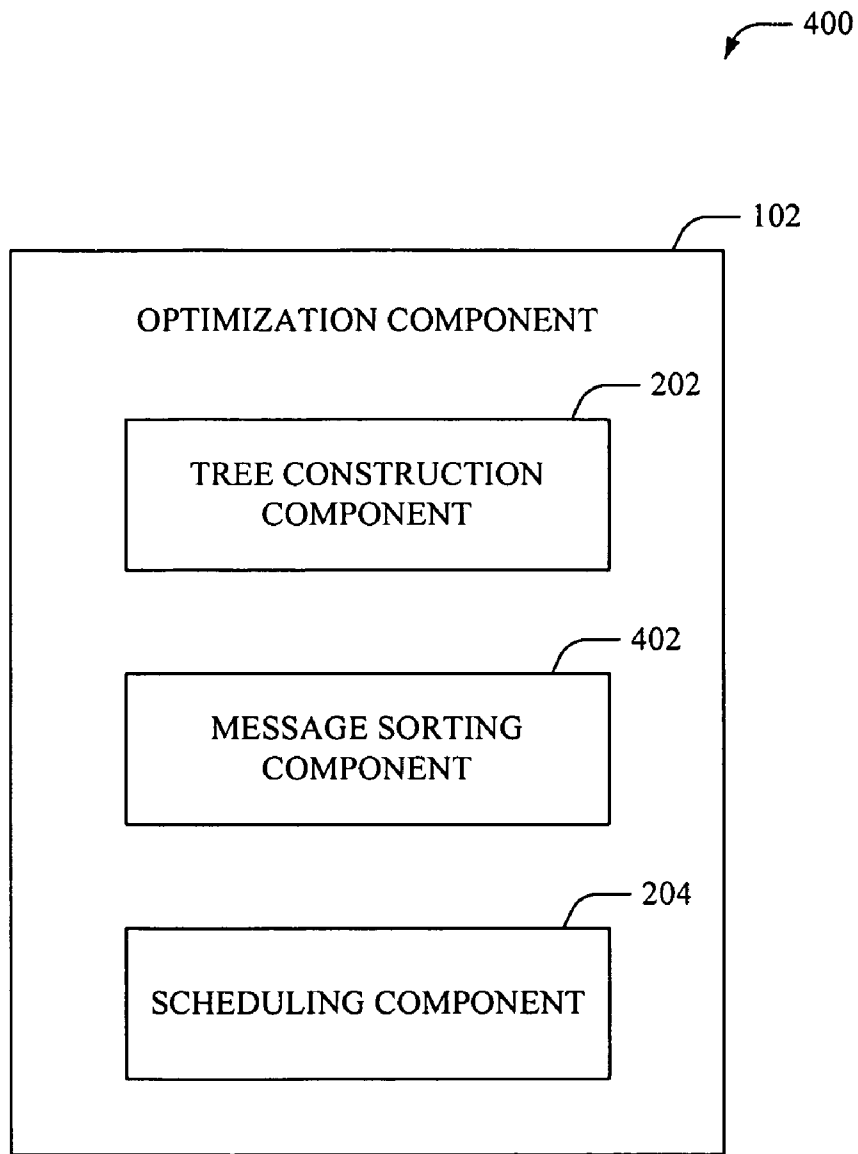 400
102
OPTIMIZATION COMPONENT
202
TREE CONSTRUCTION
COMPONENT
402
MESSAGE SORTING
COMPONENT
204
SCHEDULING COMPONENT